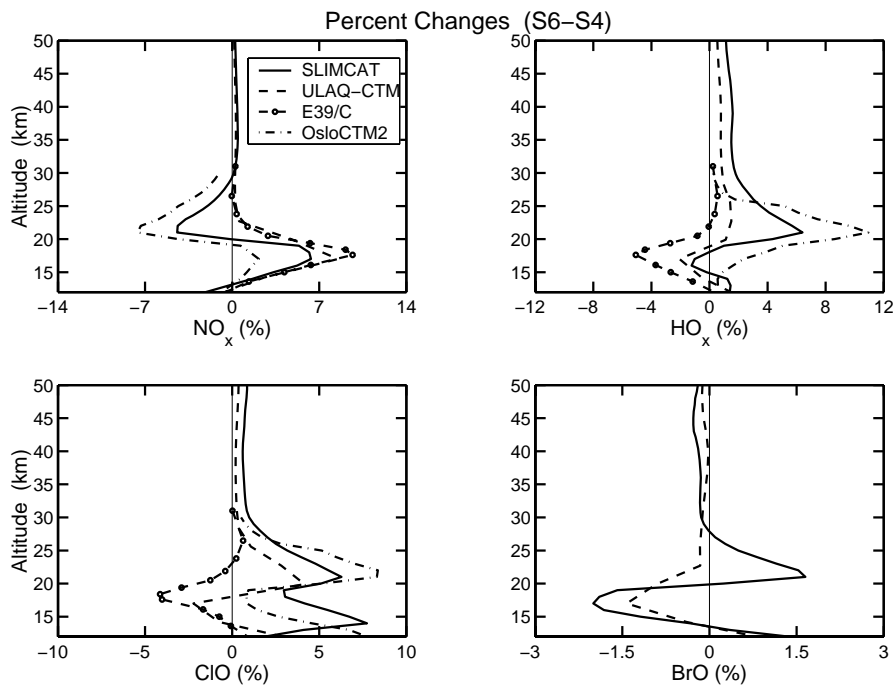 Percent Changes (S6−S4)
50
45
40
35
30
25
20
15
Altitude (km)
−14 −7 0 7 14
NOx (%)
SLIMCAT
ULAQ−CTM
E39/C
OsloCTM2
50
45
40
35
30
25
20
15
−12 −8 −4 0 4 8 12
HOx (%)
50
45
40
35
30
25
20
15
Altitude (km)
−10 −5 0 5 10
ClO (%)
50
45
40
35
30
25
20
15
−3 −1.5 0 1.5 3
BrO (%)